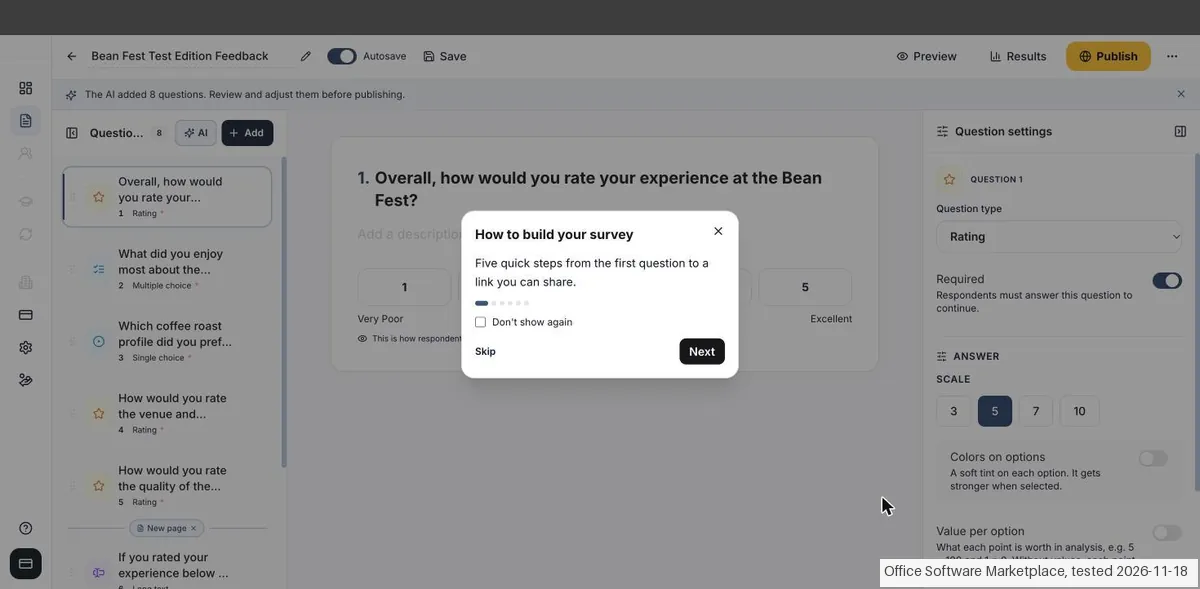 Bean Fest Test Edition Feedback
Autosave
Save
Preview
Results
Publish
The AI added 8 questions. Review and adjust them before publishing.
Questio... 8
AI
Add
Overall, how would
you rate your...
1 Rating *
What did you enjoy
most about the...
2 Multiple choice *
Which coffee roast
profile did you pref...
3 Single choice *
How would you rate
the venue and...
4 Rating *
How would you rate
the quality of the...
5 Rating *
New page
If you rated your
experience below ...
6 Long text
1. Overall, how would you rate your experience at the Bean
Fest?
Add a description
1
5
Very Poor
Excellent
This is how respondent
How to build your survey
Five quick steps from the first question to a
link you can share.
Don't show again
Skip
Next
Question settings
QUESTION 1
Question type
Rating
Required
Respondents must answer this question to
continue.
ANSWER
SCALE
3
5
7
10
Colors on options
A soft tint on each option. It gets
stronger when selected.
Value per option
What each point is worth in analysis, e.g. 5
Office Software Marketplace, tested 2026-11-18